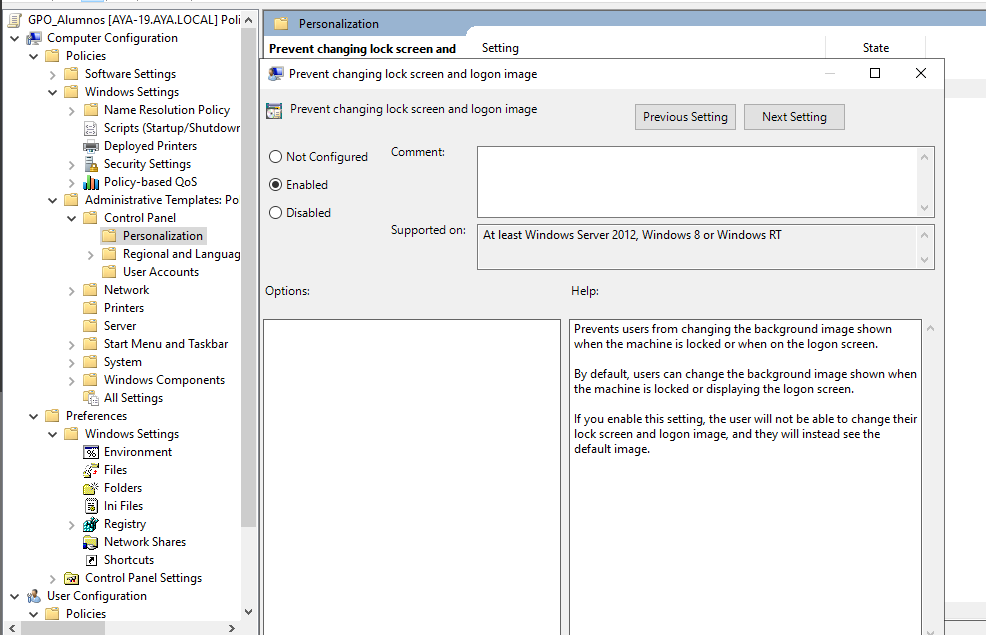 GPO_Alumnos [AYA-19.AYA.LOCAL] Poli
Computer Configuration
Policies
Software Settings
Windows Settings
Name Resolution Policy
Scripts (Startup/Shutdown
Deployed Printers
Security Settings
Policy-based QoS
Administrative Templates: Po
Control Panel
Personalization
Regional and Languag
User Accounts
Network
Printers
Server
Start Menu and Taskbar
System
Windows Components
All Settings
Preferences
Windows Settings
Environment
Files
Folders
Ini Files
Registry
Network Shares
Shortcuts
Control Panel Settings
User Configuration
Policies
Personalization
Prevent changing lock screen and
Setting
State
Prevent changing lock screen and logon image
Prevent changing lock screen and logon image
Previous Setting
Next Setting
Not Configured
Enabled
Disabled
Comment:
Supported on:
At least Windows Server 2012, Windows 8 or Windows RT
Options:
Help:
Prevents users from changing the background image shown
when the machine is locked or when on the logon screen.
By default, users can change the background image shown when
the machine is locked or displaying the logon screen.
If you enable this setting, the user will not be able to change their
lock screen and logon image, and they will instead see the
default image.